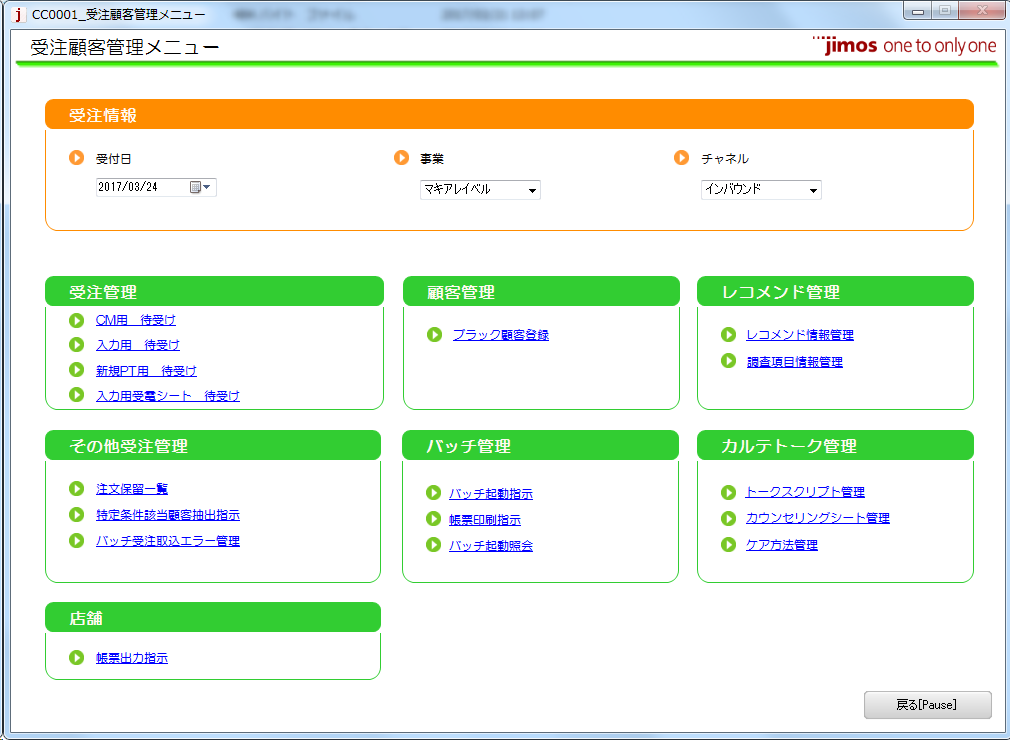 CC0001_受注顧客管理メニュー
受注顧客管理メニュー
jimos one to only one
受注情報
受付日 事業 チャネル
2017/03/24 マキアレイベル インバウンド
受注管理
CM用 待受け
入力用 待受け
新規PT用 待受け
入力用受電シート 待受け
顧客管理
ブラック顧客登録
レコメンド管理
レコメンド情報管理
調査項目情報管理
その他受注管理
注文保留一覧
特定条件該当顧客抽出指示
バッチ受注取込エラー管理
バッチ管理
バッチ起動指示
帳票印刷指示
バッチ起動照会
カルテトーク管理
トークスクリプト管理
カウンセリングシート管理
ケア方法管理
店舗
帳票出力指示
戻る[Pause]